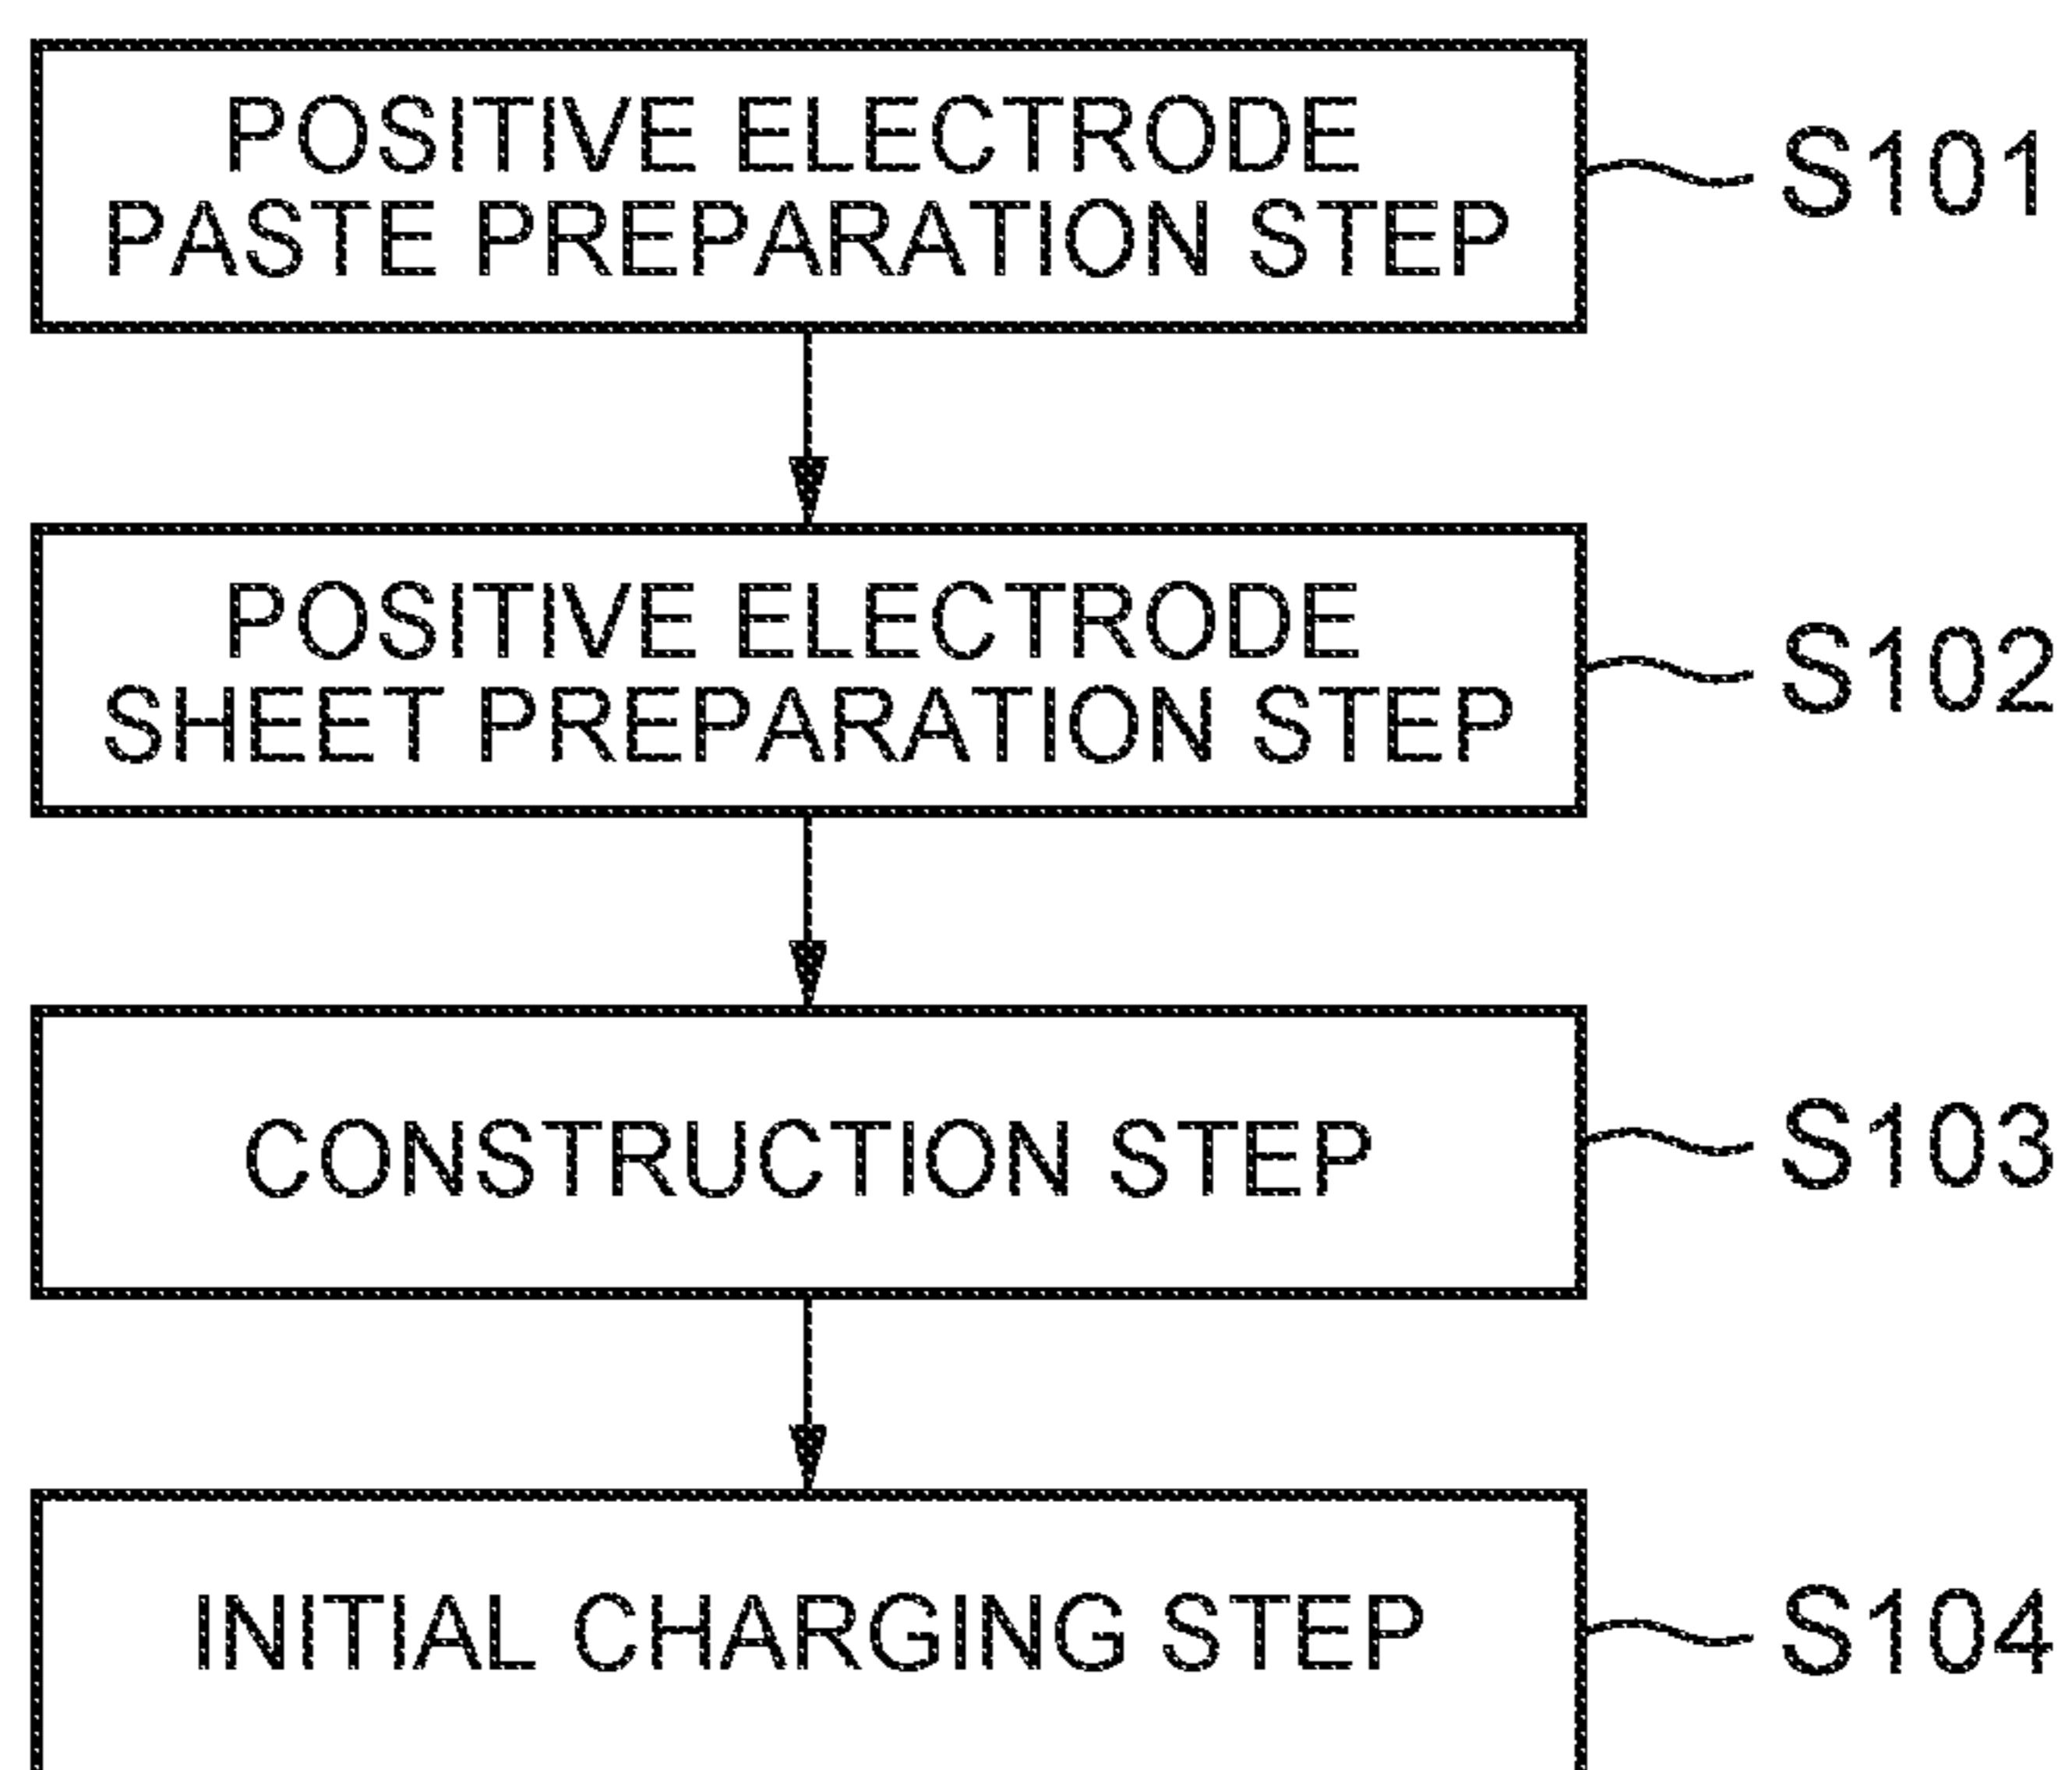 POSITIVE ELECTRODE
PASTE PREPARATION STEP
S101
POSITIVE ELECTRODE
SHEET PREPARATION STEP
S102
CONSTRUCTION STEP
S103
INITIAL CHARGING STEP
S104